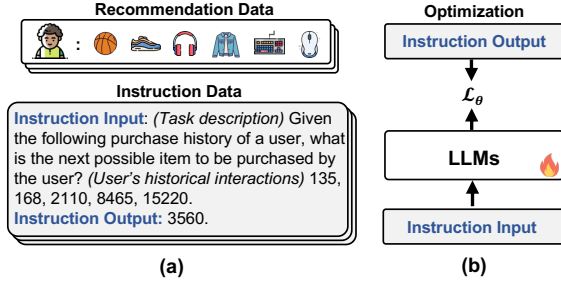 Recommendation Data
:
Instruction Data
Instruction Input: (Task description) Given
the following purchase history of a user, what
is the next possible item to be purchased by
the user? (User's historical interactions) 135,
168, 2110, 8465, 15220.
Instruction Output: 3560.
(a)
Optimization
Instruction Output
ℒθ
LLMs
Instruction Input
(b)